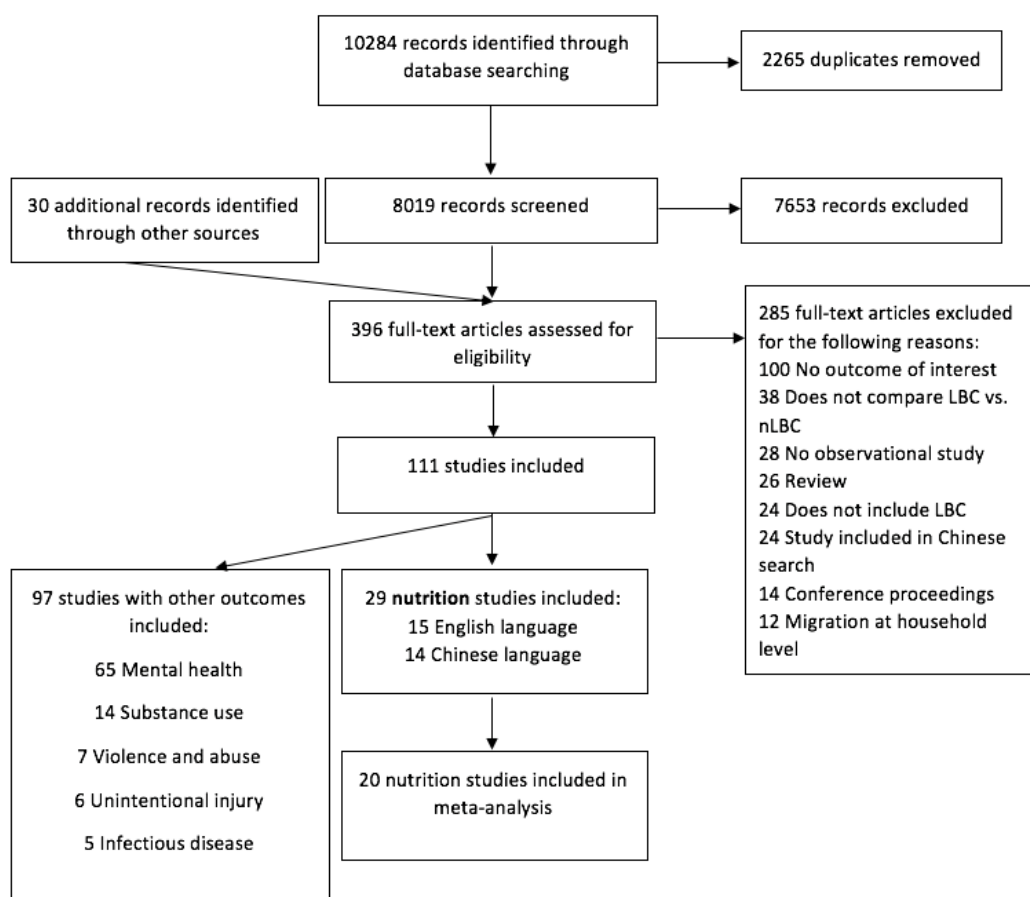 10284 records identified through
database searching
2265 duplicates removed
30 additional records identified
through other sources
8019 records screened
7653 records excluded
396 full-text articles assessed for
eligibility
285 full-text articles excluded
for the following reasons:
100 No outcome of interest
38 Does not compare LBC vs.
nLBC
28 No observational study
26 Review
24 Does not include LBC
24 Study included in Chinese
search
14 Conference proceedings
12 Migration at household
level
111 studies included
97 studies with other outcomes
included:
65 Mental health
14 Substance use
7 Violence and abuse
6 Unintentional injury
5 Infectious disease
29 nutrition studies included:
15 English language
14 Chinese language
20 nutrition studies included in
meta-analysis